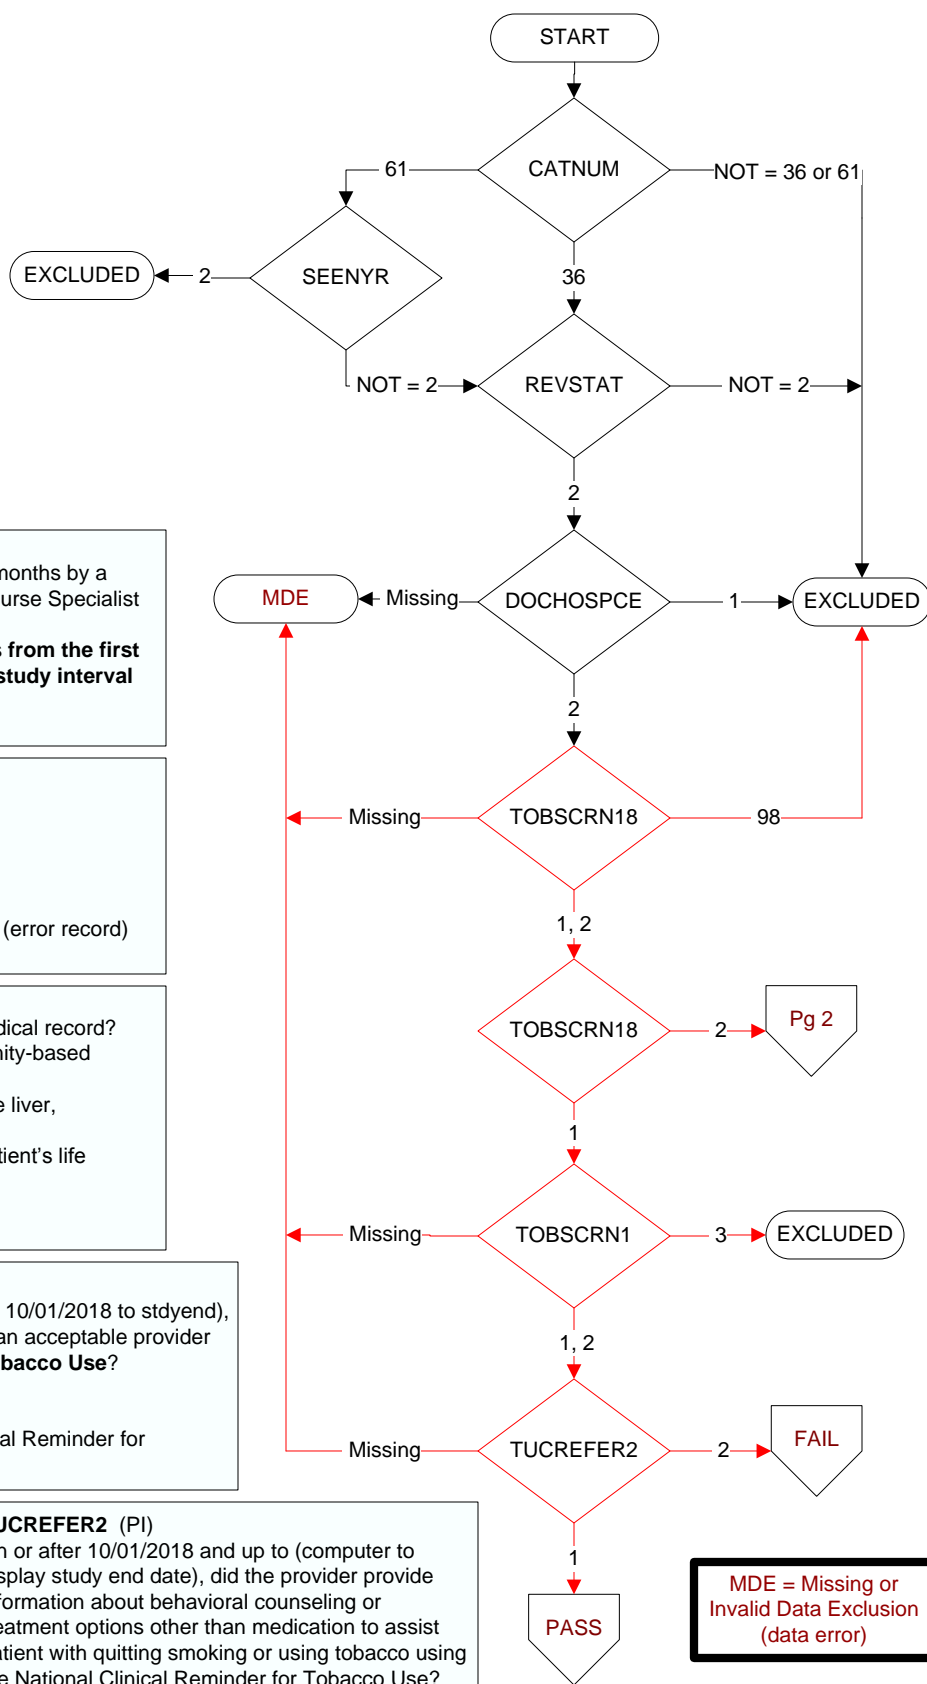 START
CATNUM
61
NOT = 36 or 61
36
SEENYR
2
EXCLUDED
NOT = 2
REVSTAT
NOT = 2
2
DOCHOSPCE
Missing
MDE
1
EXCLUDED
2
TOBSCRN18
Missing
98
1, 2
TOBSCRN18
2
Pg 2
1
TOBSCRN1
Missing
3
EXCLUDED
1, 2
TUCREFER2
Missing
2
FAIL
1
PASS
months by a
urse Specialist
s from the first
study interval
(error record)
dical record?
nity-based
e liver,
tient's life
10/01/2018 to stdyend),
an acceptable provider
bacco Use?
al Reminder for
UCREFER2 (PI)
n or after 10/01/2018 and up to (computer to
splay study end date), did the provider provide
formation about behavioral counseling or
eatment options other than medication to assist
atient with quitting smoking or using tobacco using
e National Clinical Reminder for Tobacco Use?
MDE = Missing or
Invalid Data Exclusion
(data error)